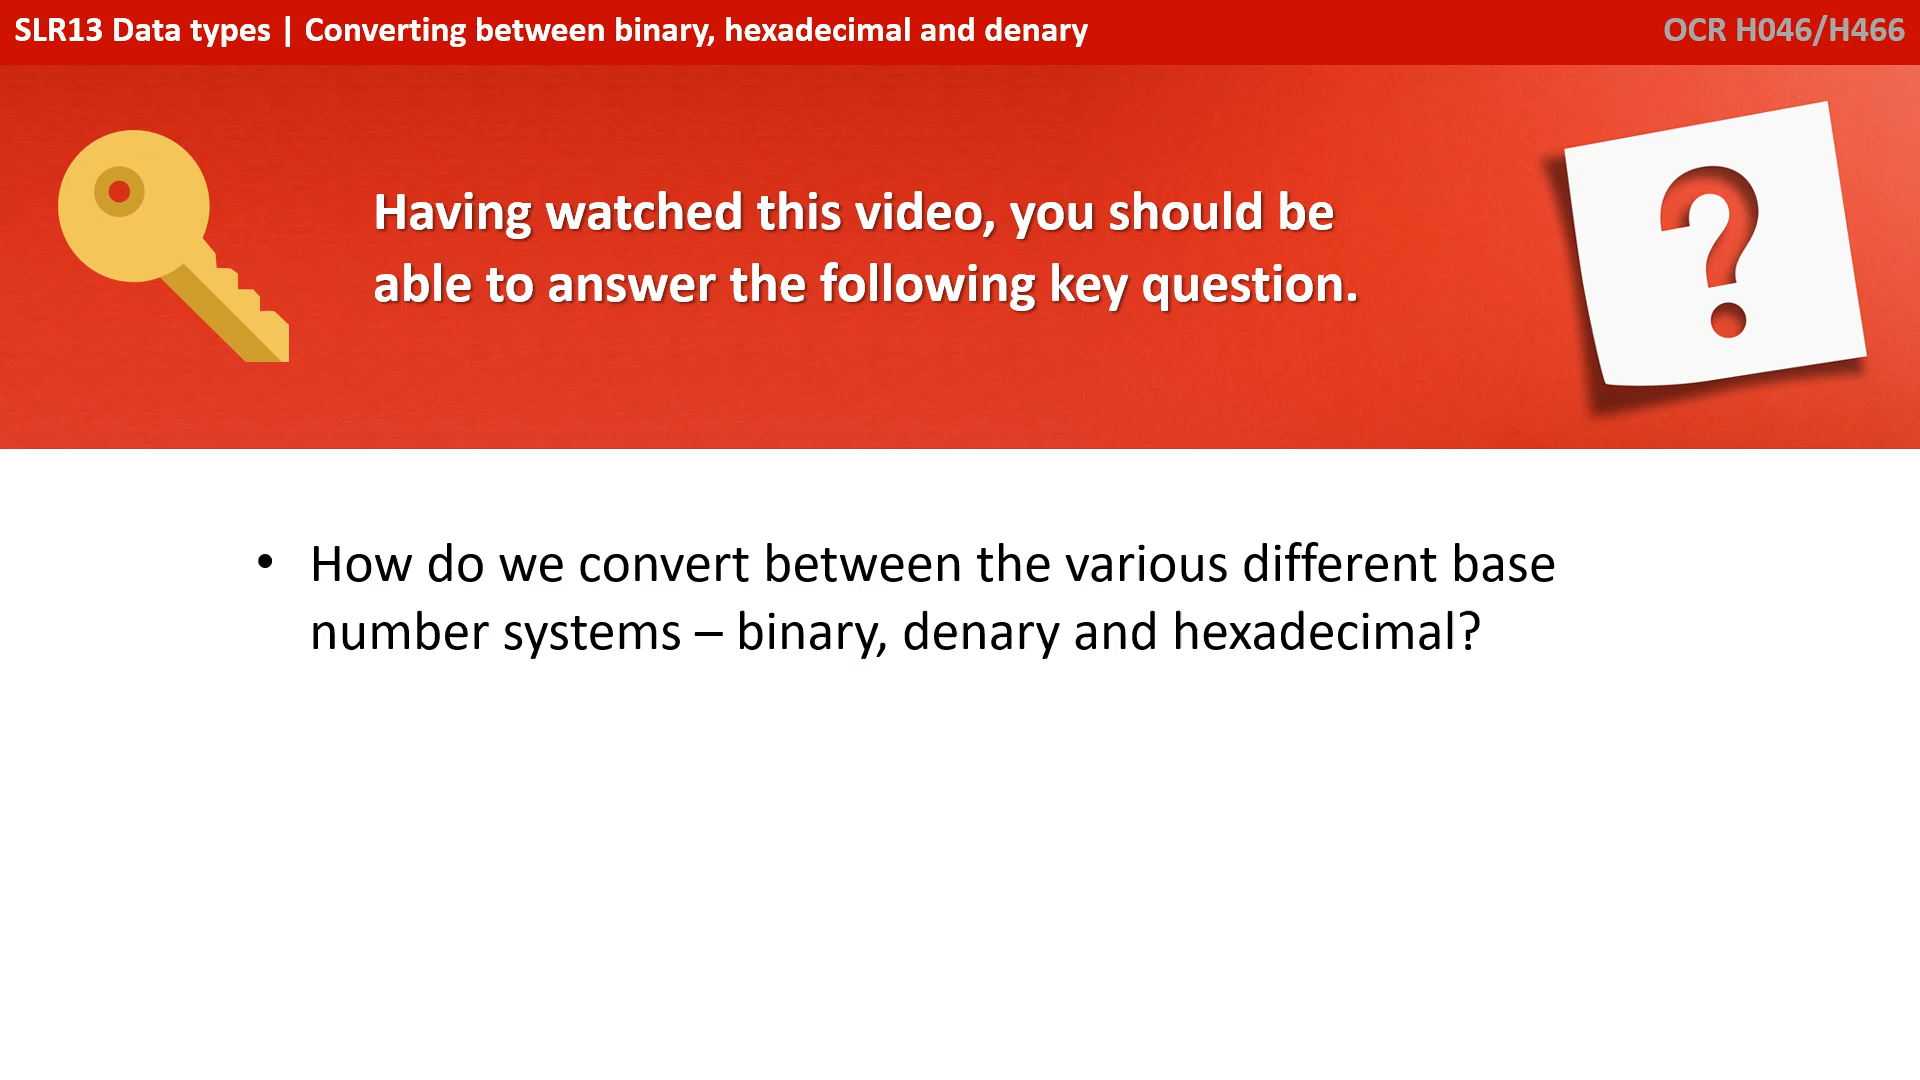 SLR13 Data types | Converting between binary, hexadecimal and denary
OCR H046/H466
Having watched this video, you should be
able to answer the following key question.
?
• How do we convert between the various different base
number systems – binary, denary and hexadecimal?